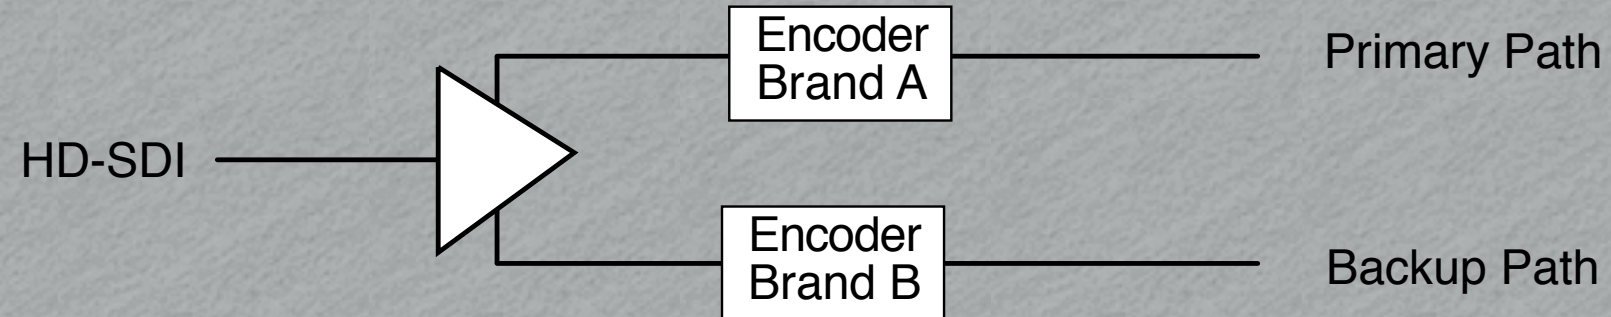 Encoder
Brand A
Primary Path
HD-SDI
Encoder
Brand B
Backup Path